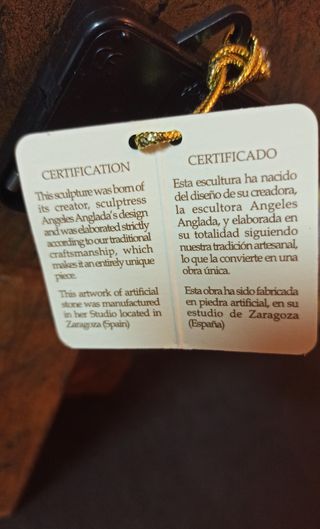 CERTIFICATION
This sculpture was born of
its creator, sculptress
Angeles Anglada's design
and was elaborated strictly
according to our traditional
craftsmanship, which
makes it an entirely unique
piece.
This artwork of artificial
stone was manufactured
in her Studio located in
Zaragoza (Spain)
CERTIFICADO
Esta escultura ha nacido
del diseño de su creadora,
la escultora Angeles
Anglada, y elaborada en
su totalidad siguiendo
nuestra tradición artesanal,
lo que la convierte en una
obra única.
Esta obra ha sido fabricada
en piedra artificial, en su
estudio de Zaragoza
(España)